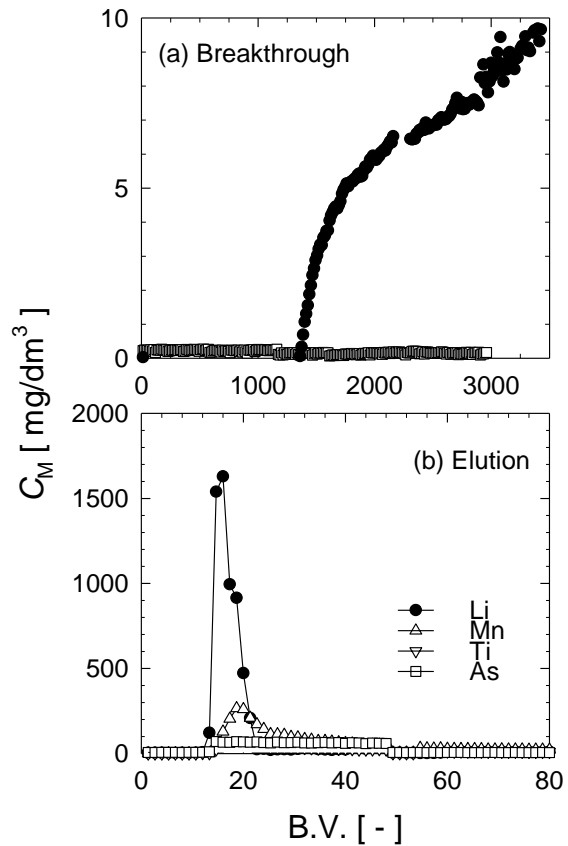 C_M [ mg/dm^3 ]
(a) Breakthrough
10
5
0
0 1000 2000 3000
(b) Elution
2000
1500
1000
500
0
Li
Mn
Ti
As
0 20 40 60 80
B.V. [ - ]